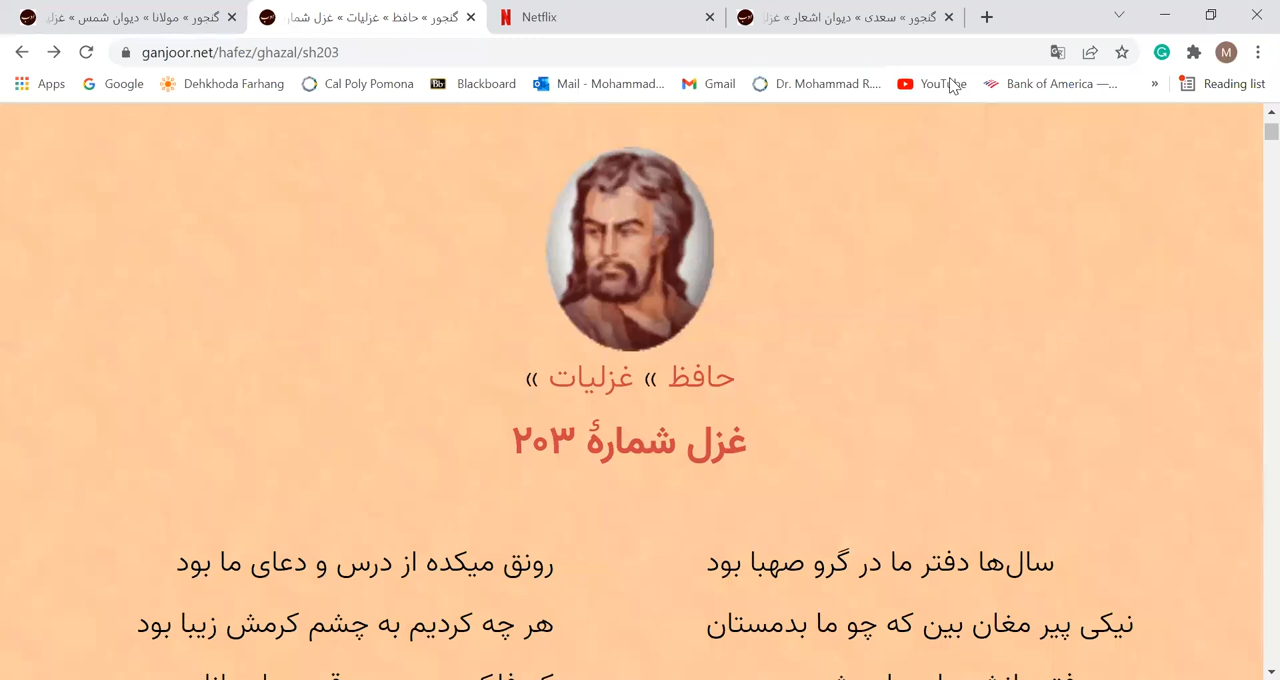 گنجور » مولانا » دیوان شمس » غزل
گنجور » حافظ » غزلیات » غزل شمار
Netflix
گنجور » سعدی » دیوان اشعار » غزل
ganjoor.net/hafez/ghazal/sh203
M
Apps
Google
Dehkhoda Farhang
Cal Poly Pomona
Bb Blackboard
Mail - Mohammad...
Gmail
Dr. Mohammad R....
YouTube
Bank of America —...
»
Reading list
حافظ » غزلیات »
غزل شمارهٔ ۲۰۳
سال‌ها دفتر ما در گرو صهبا بود
رونق میکده از درس و دعای ما بود
نیکی پیر مغان بین که چو ما بدمستان
هر چه کردیم به چشم کرمش زیبا بود